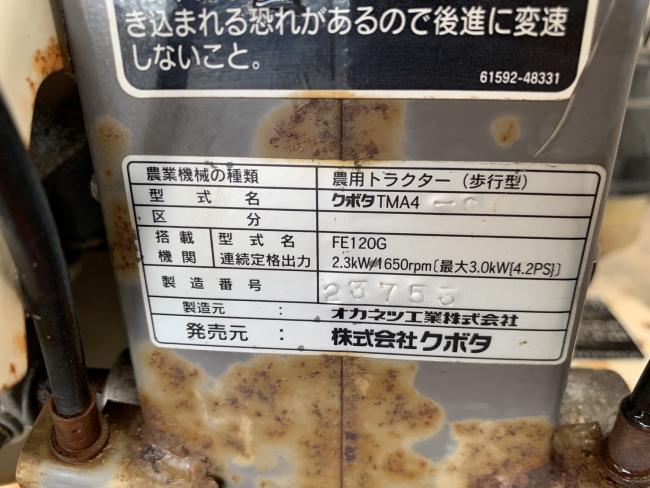 き込まれる恐れがあるので後進に変速
しないこと。
61592-48331
農業機械の種類 農用トラクター（歩行型）
型式名 クボタTMA4
区分
搭載機関 型式名 FE120G
連続定格出力 2.3kW/1650rpm〔最大3.0kW{4.2PS}〕
製造番号 23753
製造元： オカネツ工業株式会社
発売元： 株式会社クボタ